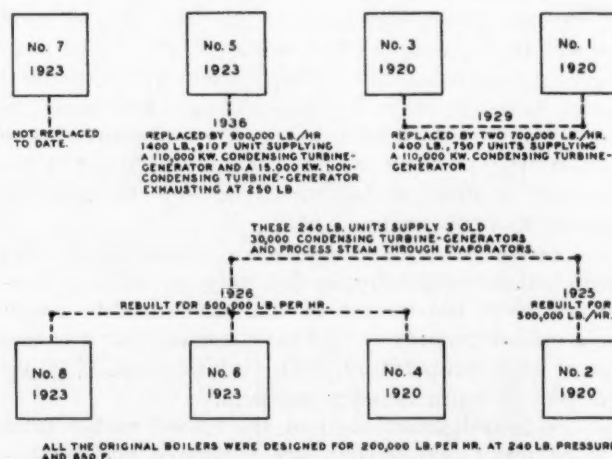 No. 7
1923
No. 5
1923
No. 3
1920
No. 1
1920
NOT REPLACED
TO DATE.
1936
REPLACED BY 900,000 LB./HR
1400 LB., 910 F UNIT SUPPLYING
A 110,000 KW. CONDENSING TURBINE-
GENERATOR AND A 15,000 KW. NON-
CONDENSING TURBINE-GENERATOR
EXHAUSTING AT 250 LB.
1929
REPLACED BY TWO 700,000 LB./HR.
1400 LB., 750 F UNITS SUPPLYING
A 110,000 KW. CONDENSING TURBINE-
GENERATOR
THESE 240 LB. UNITS SUPPLY 3 OLD
30,000 CONDENSING TURBINE-GENERATORS
AND PROCESS STEAM THROUGH EVAPORATORS.
1926
REBUILT FOR 500,000 LB. PER HR.
1925
REBUILT FOR
500,000 LB./HR.
No. 8
1923
No. 6
1923
No. 4
1920
No. 2
1920
ALL THE ORIGINAL BOILERS WERE DESIGNED FOR 200,000 LB. PER HR. AT 240 LB. PRESSURE
AND 650 F.